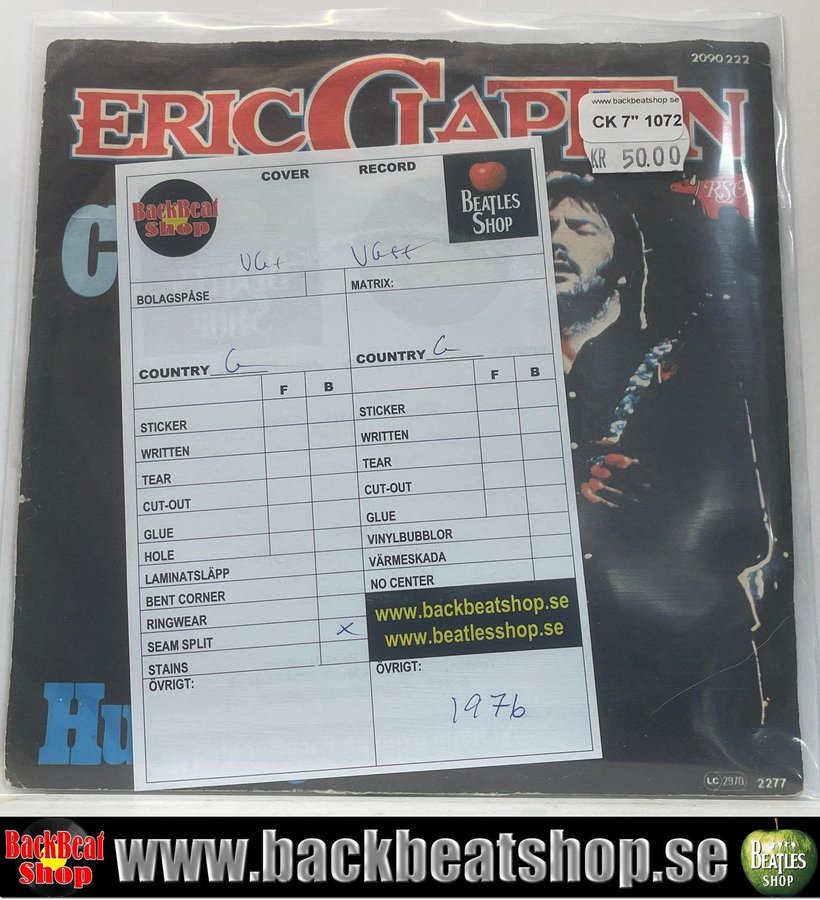 2090 222
ERIC CLAPTON
www.backbeatshop.se
CK 7" 1072
KR 50.00
RSO
C
COVER RECORD
BackBeat
Shop
BEATLES
SHOP
VG+ VG++
BOLAGSPÅSE MATRIX:
COUNTRY G COUNTRY G
F B F B
STICKER STICKER
WRITTEN WRITTEN
TEAR TEAR
CUT-OUT CUT-OUT
GLUE GLUE
HOLE VINYLBUBBLOR
LAMINATSLÄPP VÄRMESKADA
BENT CORNER NO CENTER
RINGWEAR
SEAM SPLIT x
STAINS
www.backbeatshop.se
www.beatlesshop.se
ÖVRIGT: ÖVRIGT:
1976
Hu
LC 2970 2277
BackBeat
Shop
www.backbeatshop.se
BEATLES
SHOP